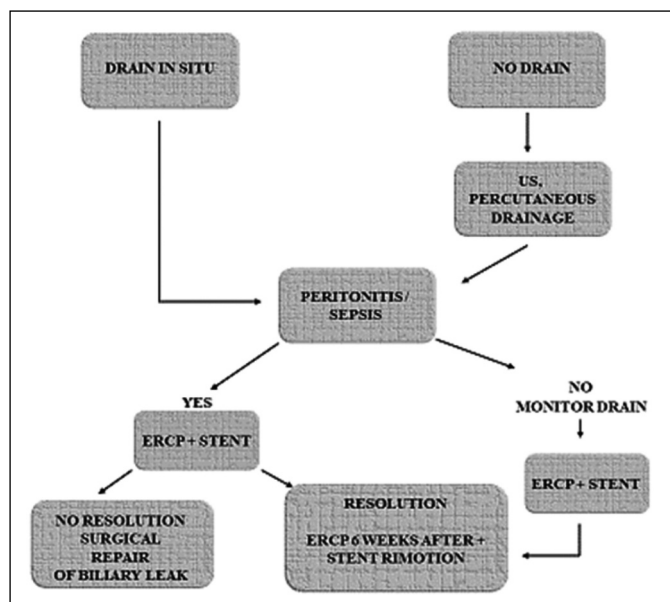 DRAIN IN SITU
NO DRAIN
US,
PERCUTANEOUS
DRAINAGE
PERITONITIS/
SEPSIS
YES
ERCP + STENT
NO
MONITOR DRAIN
ERCP + STENT
NO RESOLUTION
SURGICAL
REPAIR
OF BILIARY LEAK
RESOLUTION
ERCP 6 WEEKS AFTER +
STENT RIMOTION